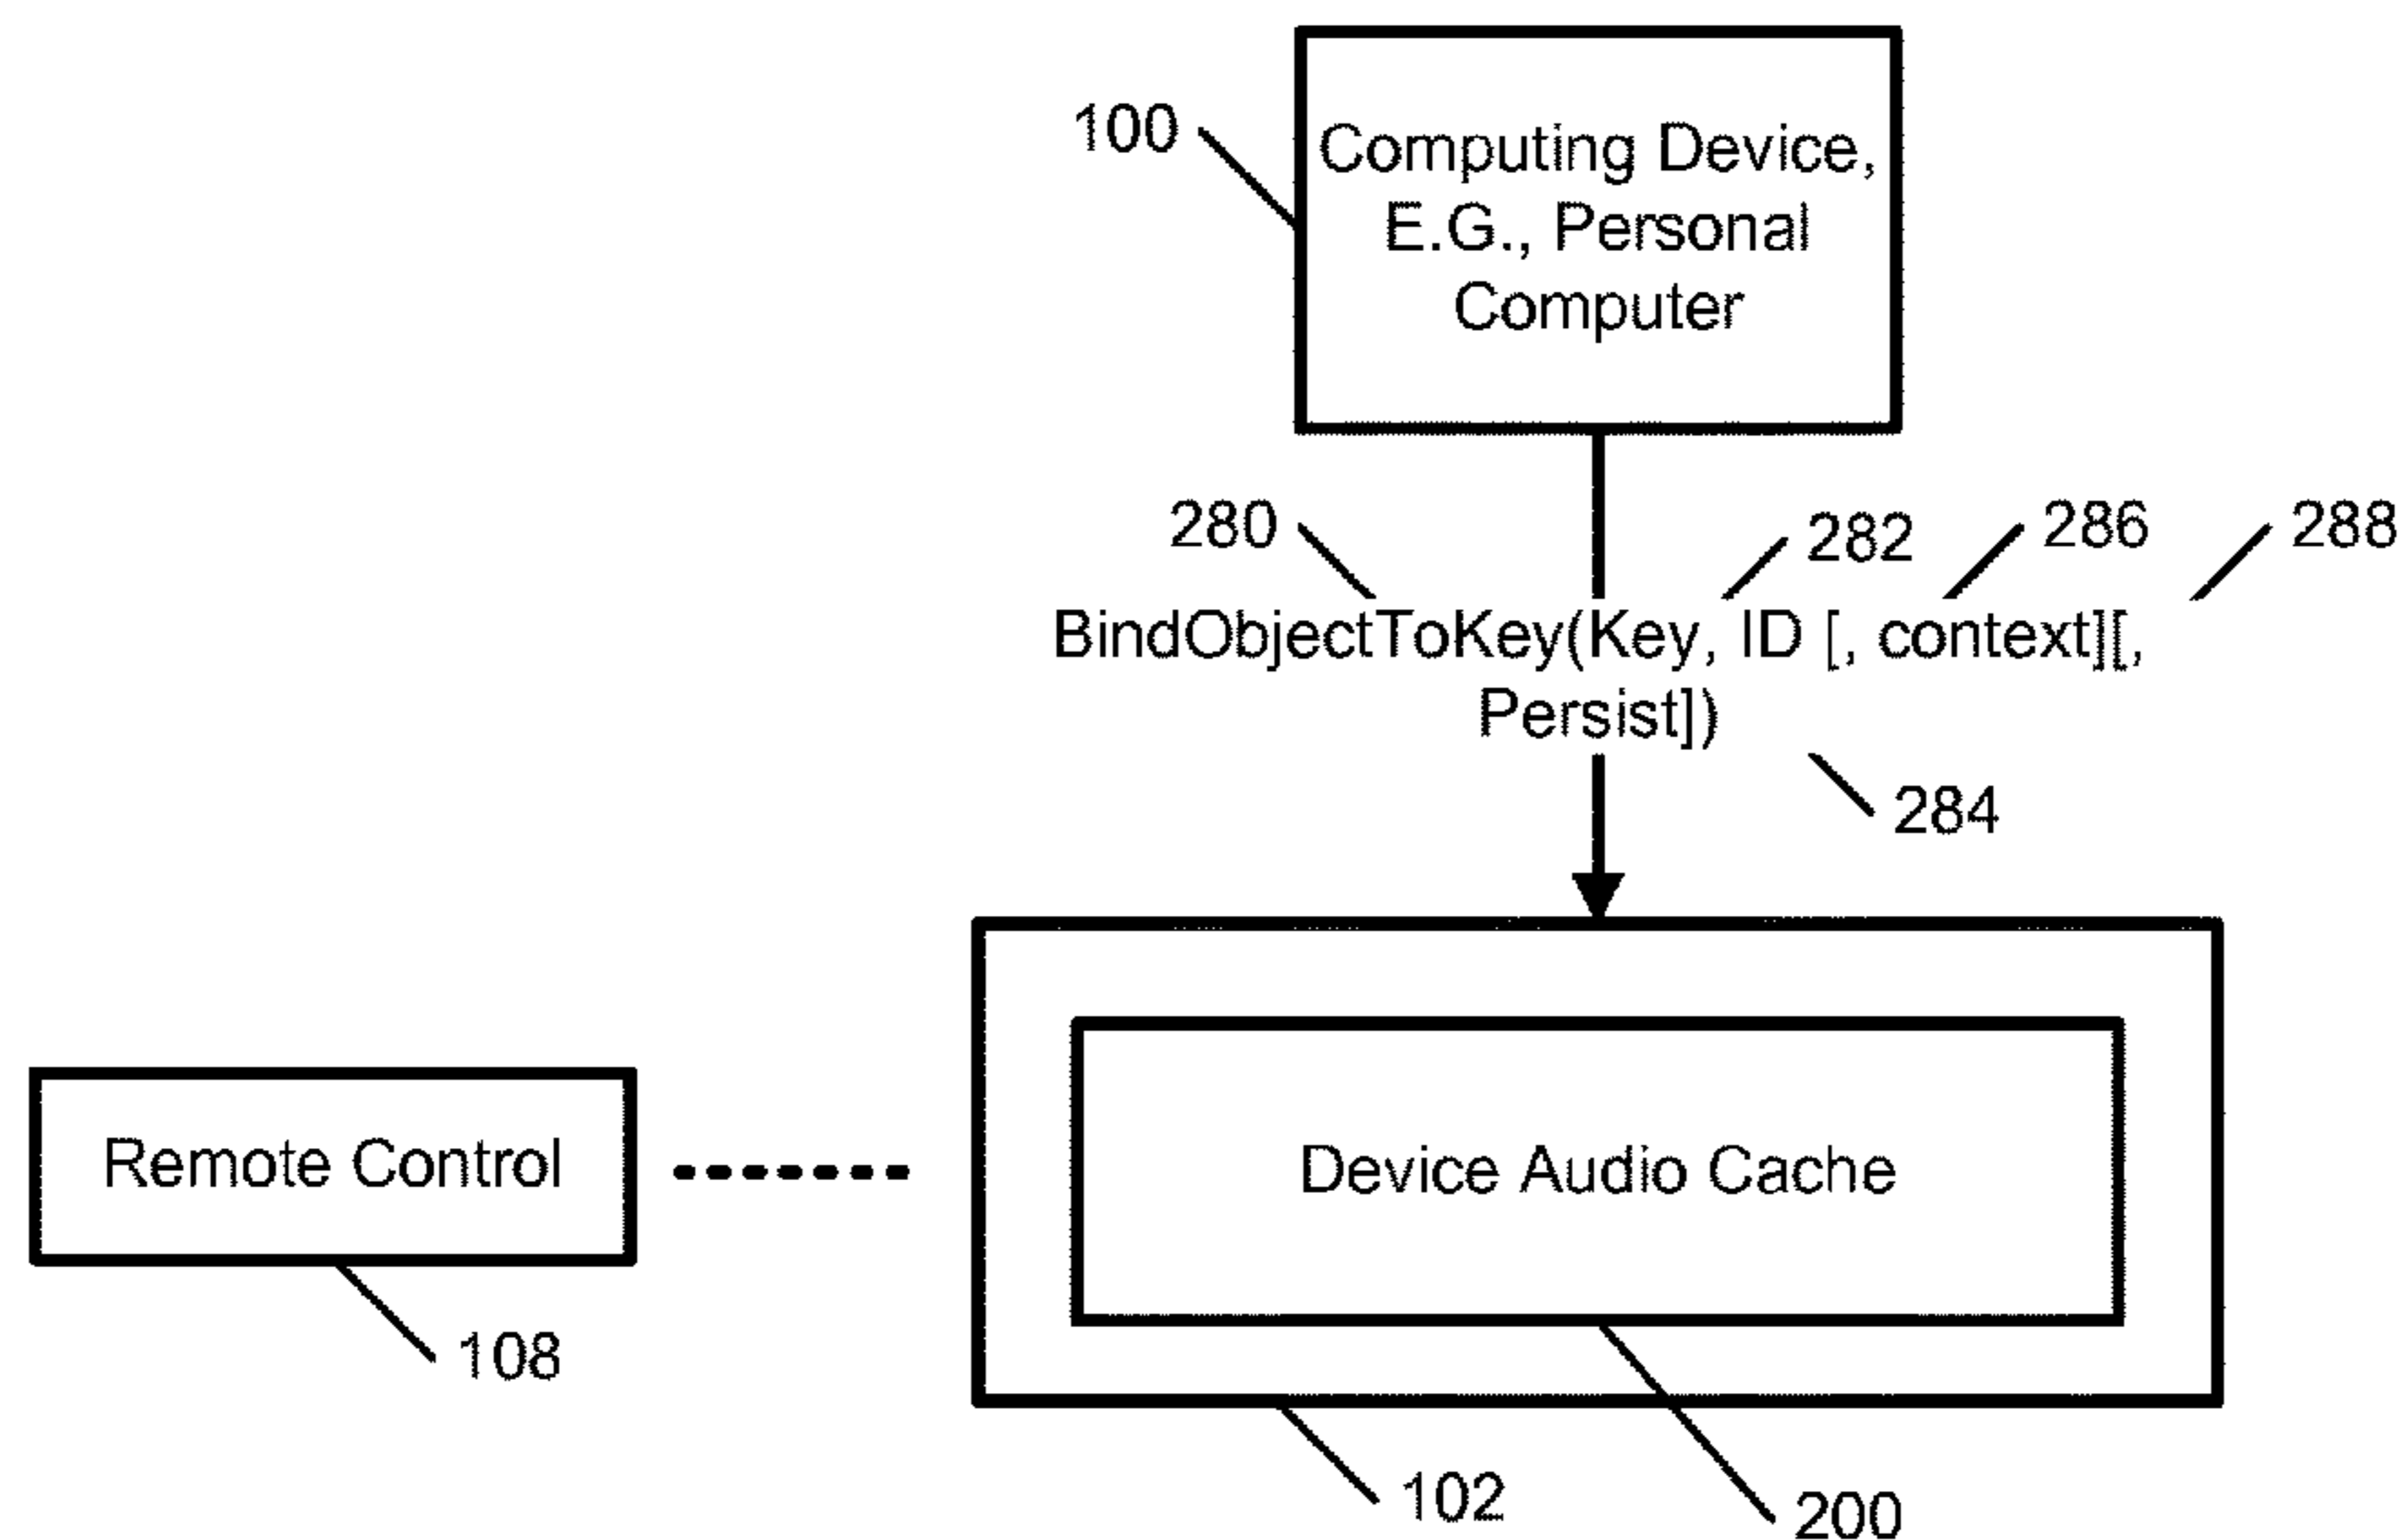 100
Computing Device,
E.G., Personal
Computer
280
282
286
288
BindObjectToKey(Key, ID [, context][,
Persist])
284
Remote Control
Device Audio Cache
108
102
200